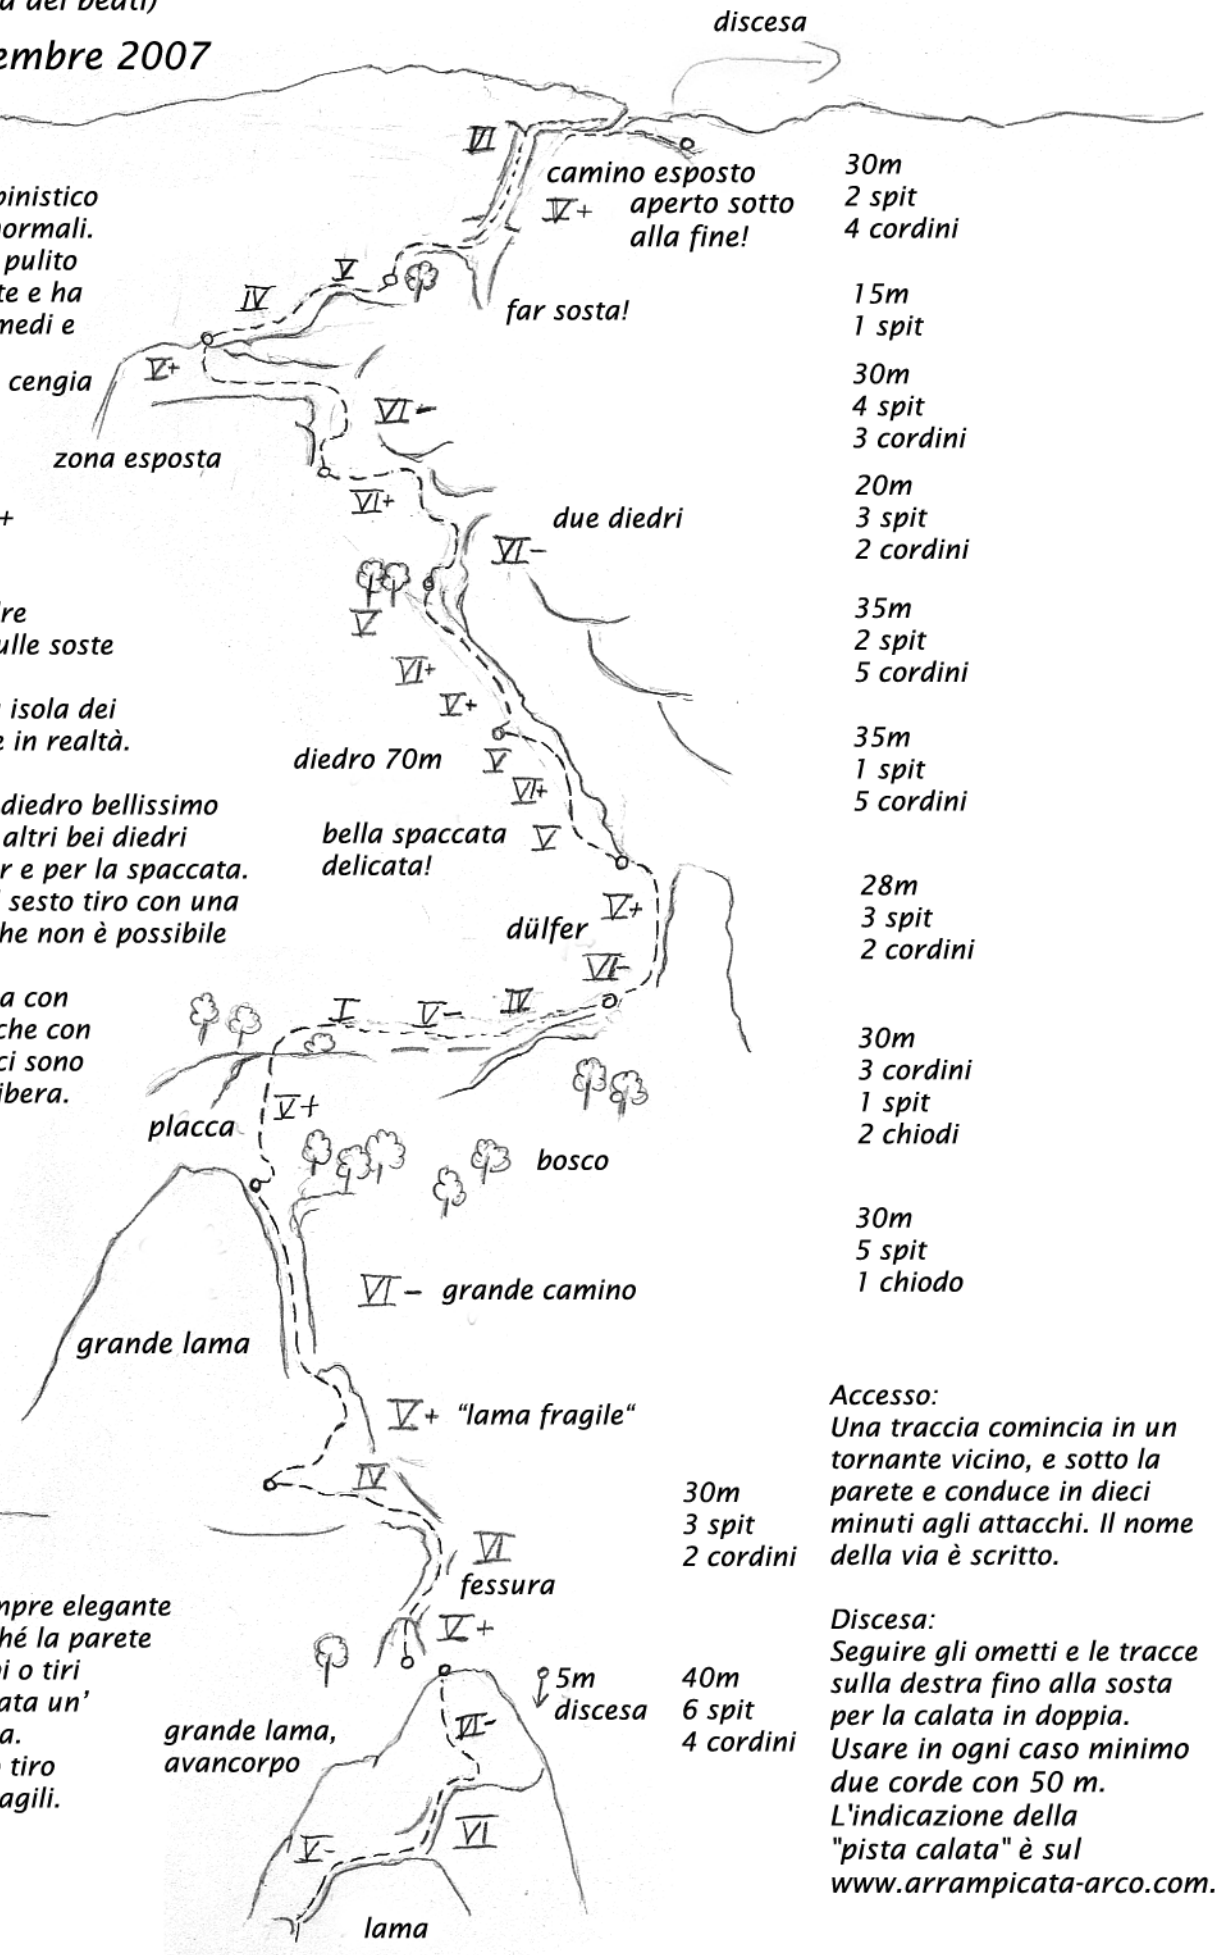 a dei beati)
embre 2007
discesa
VI
camino esposto
V+ aperto sotto
alla fine!
30m
2 spit
4 cordini
pinistico
normali.
pulito
te e ha
medi e
V
IV
far sosta!
15m
1 spit
V+
cengia
VI-
30m
4 spit
3 cordini
zona esposta
VI+
20m
3 spit
2 cordini
+
due diedri
VI-
V
35m
2 spit
5 cordini
dre
ulle soste
VI+
V+
isola dei
e in realtà.
diedro 70m
V
VI+
V
35m
1 spit
5 cordini
diedro bellissimo
altri bei diedri
r e per la spaccata.
sesto tiro con una
he non è possibile
bella spaccata
delicata!
V+
dülfer
VI-
28m
3 spit
2 cordini
a con
che con
ci sono
ibera.
I
V-
IV
30m
3 cordini
1 spit
2 chiodi
V+
placca
bosco
30m
5 spit
1 chiodo
VI- grande camino
grande lama
V+ "lama fragile"
IV
30m
3 spit
2 cordini
Accesso:
Una traccia comincia in un
tornante vicino, e sotto la
parete e conduce in dieci
minuti agli attacchi. Il nome
della via è scritto.
VI
fessura
V+
mpre elegante
hé la parete
i o tiri
ata un'
a.
tiro
agili.
5m
discesa
40m
6 spit
4 cordini
Discesa:
Seguire gli ometti e le tracce
sulla destra fino alla sosta
per la calata in doppia.
Usare in ogni caso minimo
due corde con 50 m.
L'indicazione della
"pista calata" è sul
www.arrampicata-arco.com.
grande lama,
avancorpo
VI-
VI
V-
lama